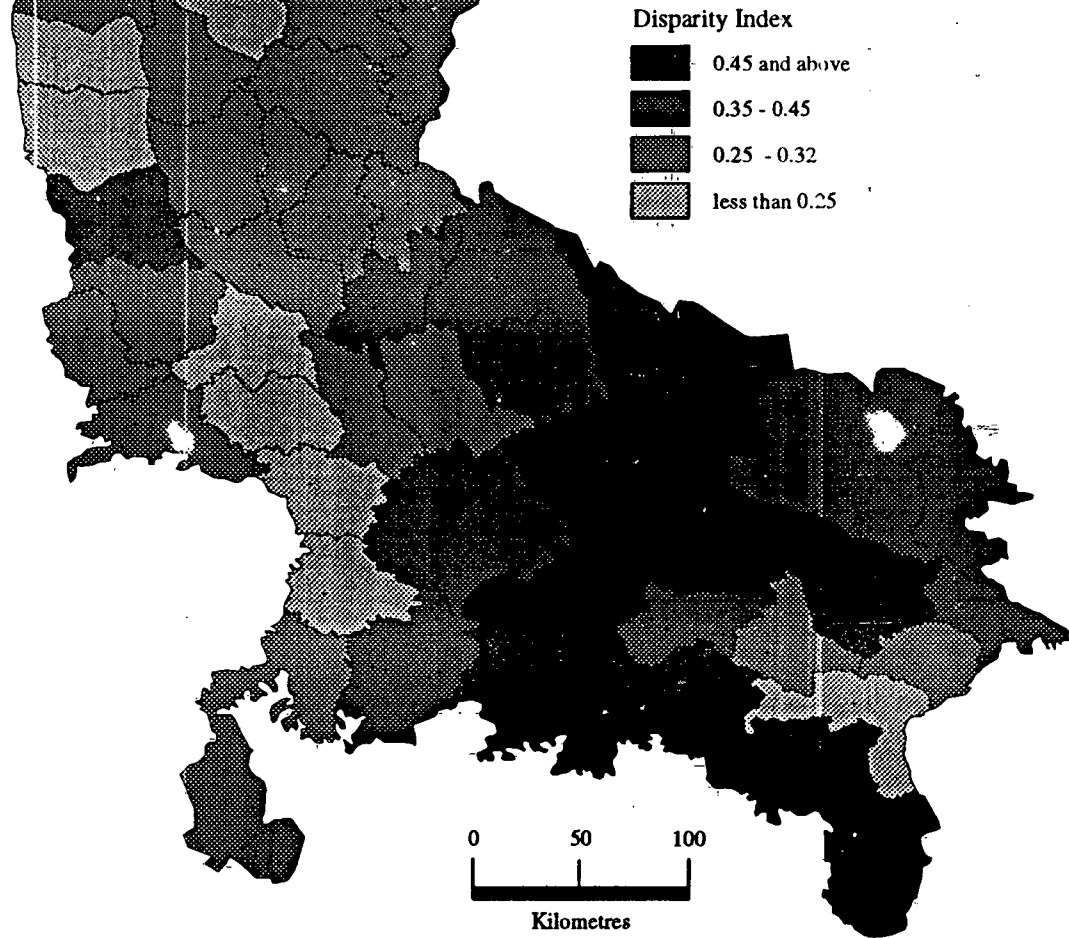 Disparity Index
0.45 and above
0.35 - 0.45
0.25 - 0.32
less than 0.25
0 50 100
Kilometres